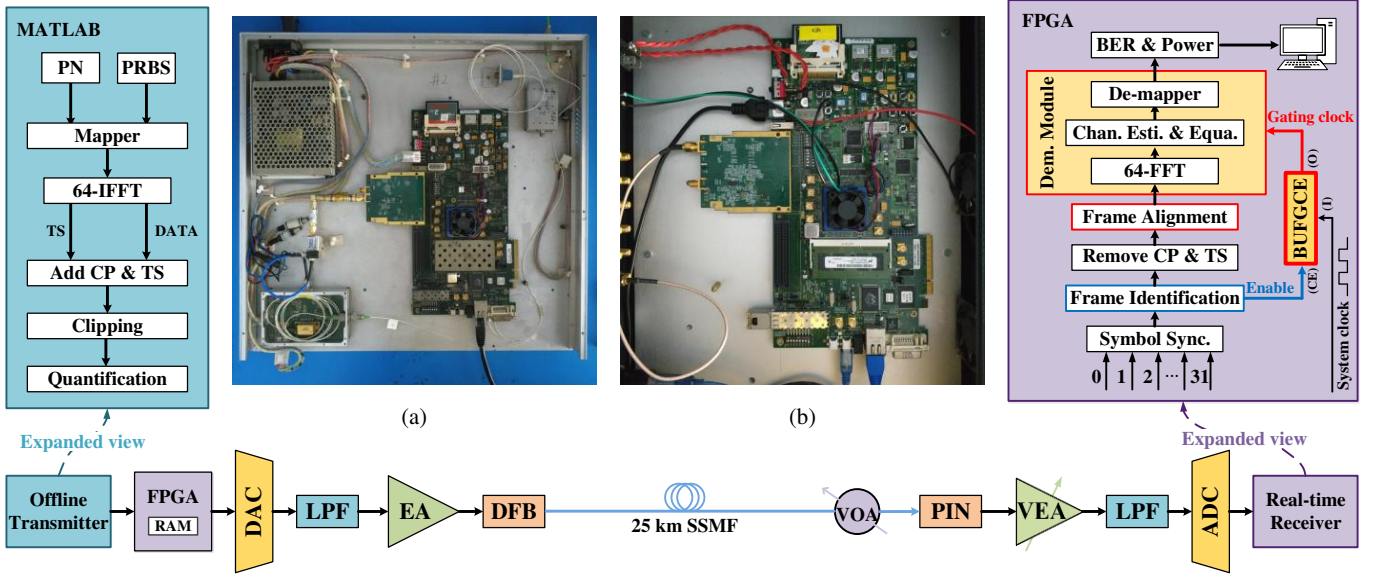 MATLAB
PN
PRBS
Mapper
64-IFFT
TS
DATA
Add CP & TS
Clipping
Quantification
Expanded view
(a)
(b)
FPGA
BER & Power
Dem. Module
De-mapper
Chan. Esti. & Equa.
64-FFT
Gating clock
(O)
BUFGCE
(I)
(CE)
Frame Alignment
Remove CP & TS
Frame Identification
Enable
System clock
Symbol Sync.
0 1 2 ... 31
Expanded view
Offline
Transmitter
FPGA
RAM
DAC
LPF
EA
DFB
25 km SSMF
VOA
PIN
VEA
LPF
ADC
Real-time
Receiver